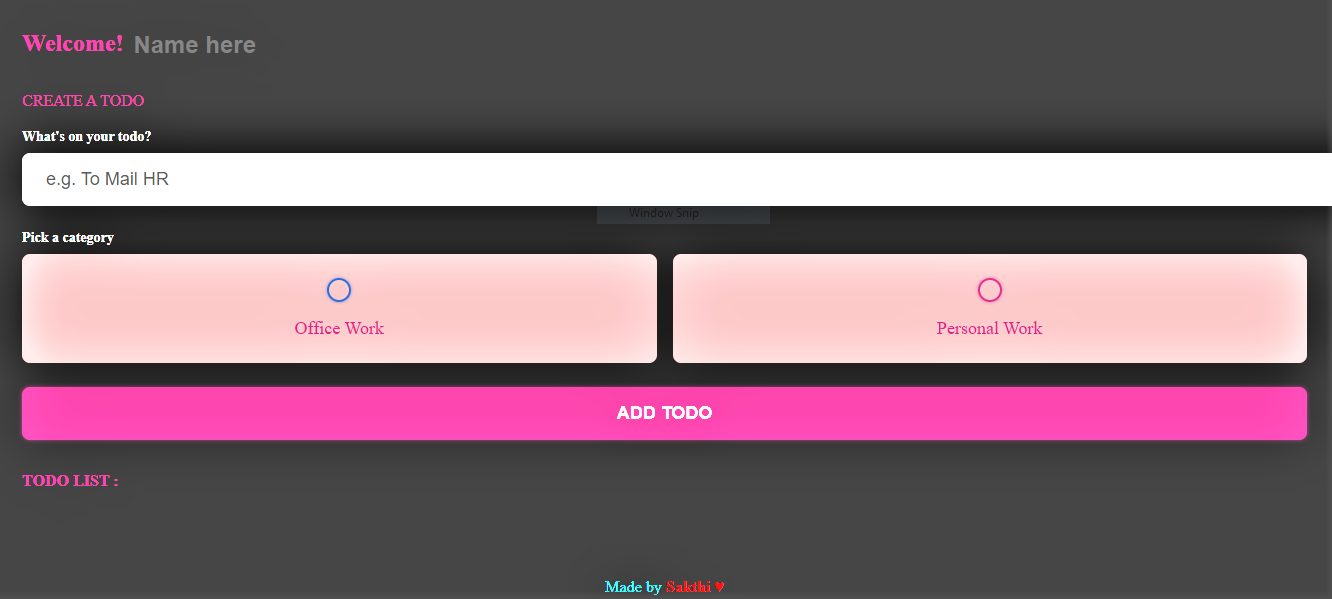 Welcome! Name here
CREATE A TODO
What's on your todo?
e.g. To Mail HR
Window Snip
Pick a category
Office Work
Personal Work
ADD TODO
TODO LIST :
Made by Sakthi ♥